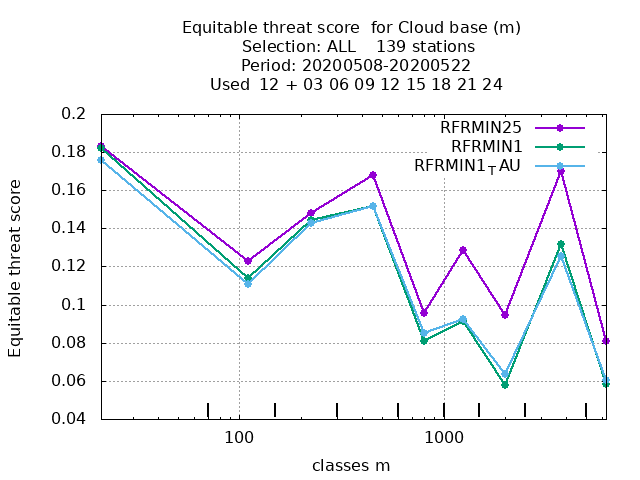 Equitable threat score  for Cloud base (m)
Selection: ALL    139 stations
Period: 20200508-20200522
Used  12 + 03 06 09 12 15 18 21 24
RFRMIN25
RFRMIN1
RFRMIN1TAU
0.2
0.18
0.16
0.14
0.12
0.1
0.08
0.06
0.04
Equitable threat score
100
1000
classes m